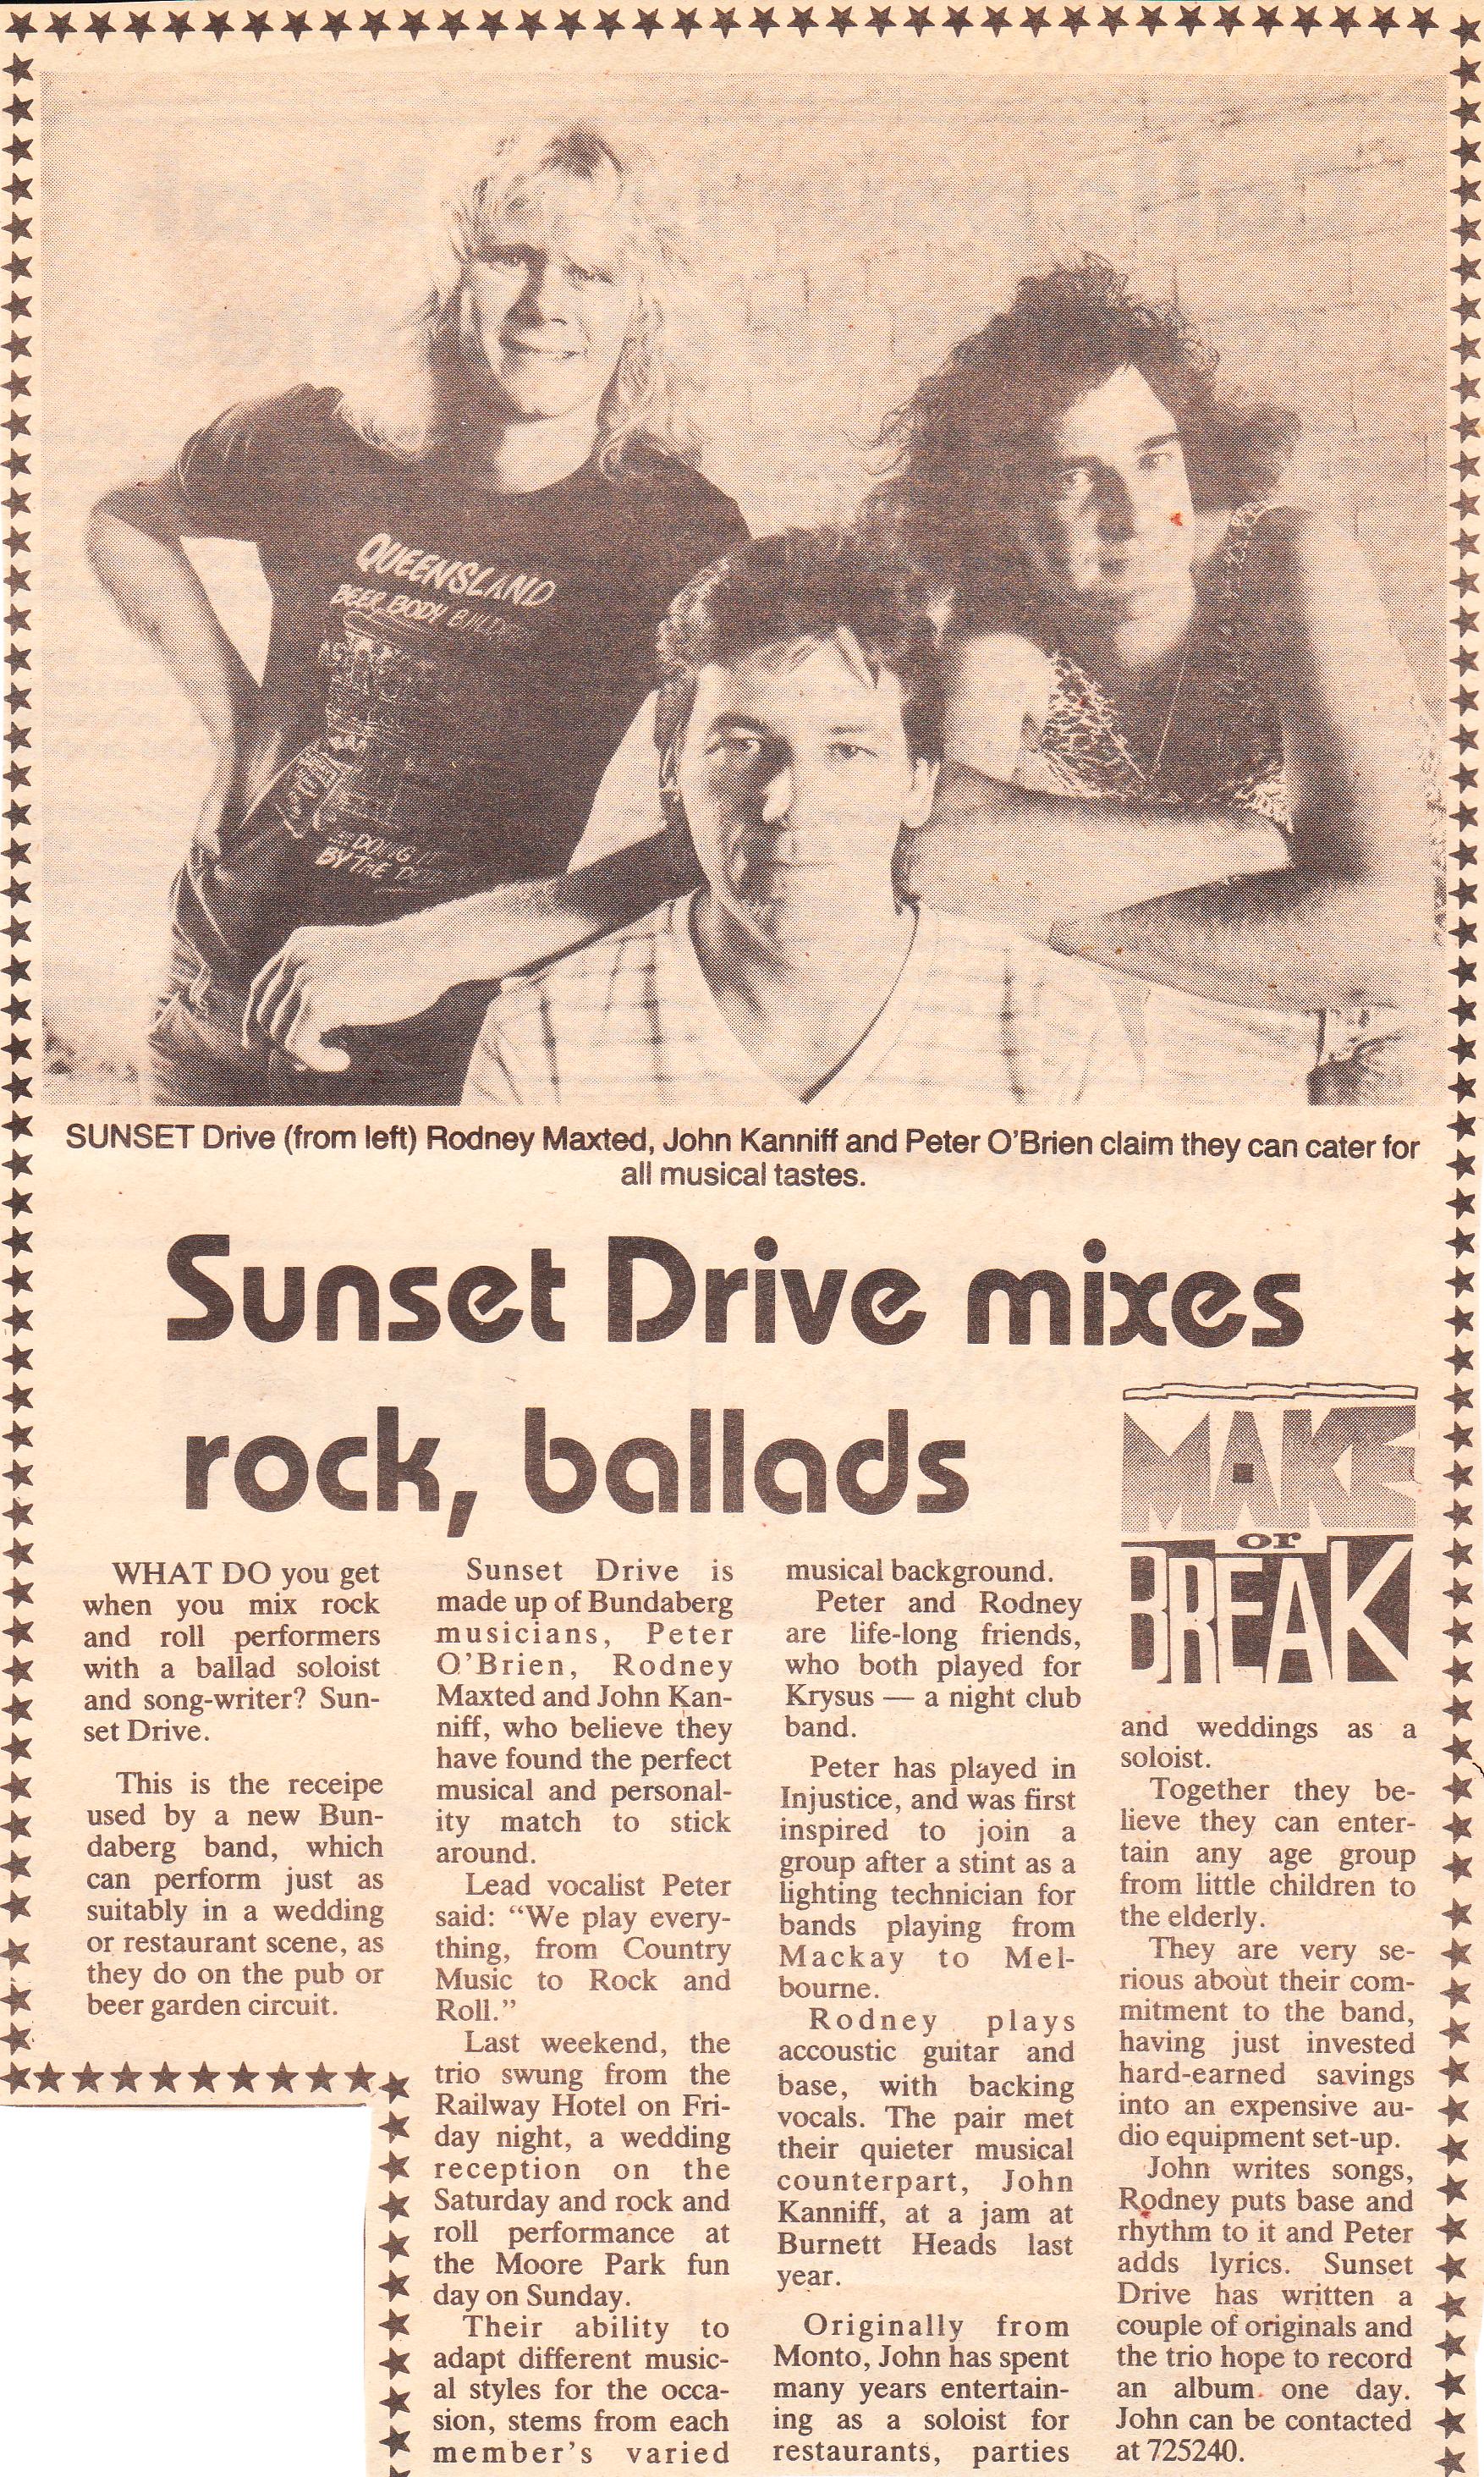 QUEENSLAND
BEER BODY
BY THE
SUNSET Drive (from left) Rodney Maxted, John Kanniff and Peter O'Brien claim they can cater for
all musical tastes.
Sunset Drive mixes
rock, ballads
MAKE
or
BREAK
WHAT DO you get
when you mix rock
and roll performers
with a ballad soloist
and song-writer? Sun-
set Drive.
This is the receipe
used by a new Bun-
daberg band, which
can perform just as
suitably in a wedding
or restaurant scene, as
they do on the pub or
beer garden circuit.
Sunset Drive is
made up of Bundaberg
musicians, Peter
O'Brien, Rodney
Maxted and John Kan-
niff, who believe they
have found the perfect
musical and personal-
ity match to stick
around.
Lead vocalist Peter
said: "We play every-
thing, from Country
Music to Rock and
Roll."
Last weekend, the
trio swung from the
Railway Hotel on Fri-
day night, a wedding
reception on the
Saturday and rock and
roll performance at
the Moore Park fun
day on Sunday.
Their ability to
adapt different music-
al styles for the occa-
sion, stems from each
member's varied
musical background.
Peter and Rodney
are life-long friends,
who both played for
Krysus — a night club
band.
Peter has played in
Injustice, and was first
inspired to join a
group after a stint as a
lighting technician for
bands playing from
Mackay to Mel-
bourne.
Rodney plays
accoustic guitar and
base, with backing
vocals. The pair met
their quieter musical
counterpart, John
Kanniff, at a jam at
Burnett Heads last
year.
Originally from
Monto, John has spent
many years entertain-
ing as a soloist for
restaurants, parties
and weddings as a
soloist.
Together they be-
lieve they can enter-
tain any age group
from little children to
the elderly.
They are very se-
rious about their com-
mitment to the band,
having just invested
hard-earned savings
into an expensive au-
dio equipment set-up.
John writes songs,
Rodney puts base and
rhythm to it and Peter
adds lyrics. Sunset
Drive has written a
couple of originals and
the trio hope to record
an album one day.
John can be contacted
at 725240.